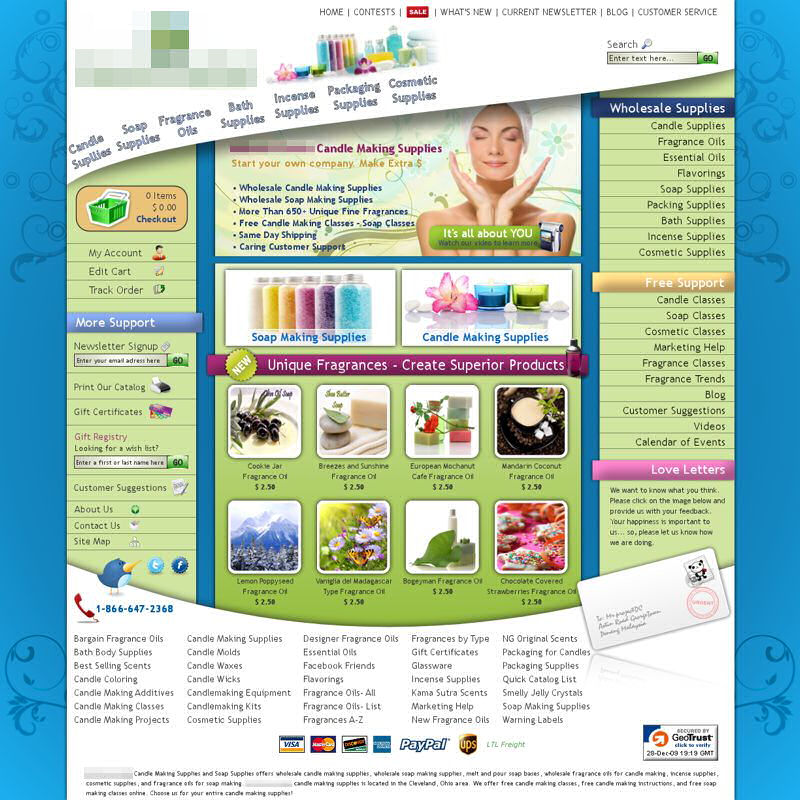 HOME | CONTESTS | SALE | WHAT'S NEW | CURRENT NEWSLETTER | BLOG | CUSTOMER SERVICE
Search
Enter text here... GO
Candle Supplies
Soap Supplies
Fragrance Oils
Bath Supplies
Incense Supplies
Packaging Supplies
Cosmetic Supplies
0 Items
$ 0.00
Checkout
My Account
Edit Cart
Track Order
More Support
Newsletter Signup
Enter your email adress here GO
Print Our Catalog
Gift Certificates
Gift Registry
Looking for a wish list?
Enter a first or last name here GO
Customer Suggestions
About Us
Contact Us
Site Map
1-866-647-2368
Candle Making Supplies
Start your own company. Make Extra $
• Wholesale Candle Making Supplies
• Wholesale Soap Making Supplies
• More Than 650+ Unique Fine Fragrances
• Free Candle Making Classes - Soap Classes
• Same Day Shipping
• Caring Customer Support
It's all about YOU
Watch our video to learn more
Soap Making Supplies
Candle Making Supplies
NEW
Unique Fragrances - Create Superior Products
Olive Oil Soap
Shea Butter Soap
Cookie Jar
Fragrance Oil
$ 2.50
Breezes and Sunshine
Fragrance Oil
$ 2.50
European Mochanut
Cafe Fragrance Oil
$ 2.50
Mandarin Coconut
Fragrance Oil
$ 2.50
Lemon Poppyseed
Fragrance Oil
$ 2.50
Vaniglia del Madagascar
Type Fragrance Oil
$ 2.50
Bogeyman Fragrance Oil
$ 2.50
Chocolate Covered
Strawberries Fragrance Oil
$ 2.50
Wholesale Supplies
Candle Supplies
Fragrance Oils
Essential Oils
Flavorings
Soap Supplies
Packing Supplies
Bath Supplies
Incense Supplies
Cosmetic Supplies
Free Support
Candle Classes
Soap Classes
Cosmetic Classes
Marketing Help
Fragrance Classes
Fragrance Trends
Blog
Customer Suggestions
Videos
Calendar of Events
Love Letters
We want to know what you think.
Please click on the image below and
provide us with your feedback.
Your happiness is important to
us... so, please let us know how
we are doing.
URGENT
Bargain Fragrance Oils
Bath Body Supplies
Best Selling Scents
Candle Coloring
Candle Making Additives
Candle Making Classes
Candle Making Projects
Candle Making Supplies
Candle Molds
Candle Waxes
Candle Wicks
Candlemaking Equipment
Candlemaking Kits
Cosmetic Supplies
Designer Fragrance Oils
Essential Oils
Facebook Friends
Flavorings
Fragrance Oils- All
Fragrance Oils- List
Fragrances A-Z
Fragrances by Type
Gift Certificates
Glassware
Incense Supplies
Kama Sutra Scents
Marketing Help
New Fragrance Oils
NG Original Scents
Packaging for Candles
Packaging Supplies
Quick Catalog List
Smelly Jelly Crystals
Soap Making Supplies
Warning Labels
VISA MasterCard DISCOVER PayPal ups LTL Freight
SECURED BY
GeoTrust
click to verify
28-Dec-09 19:19 GMT
Candle Making Supplies and Soap Supplies offers wholesale candle making supplies, wholesale soap making supplies, melt and pour soap bases, wholesale fragrance oils for candle making, incense supplies,
cosmetic supplies, and fragrance oils for soap making. candle making supplies is located in the Cleveland, Ohio area. We offer free candle making classes, free candle making instructions, and free soap
making classes online. Choose us for your entire candle making supplies!